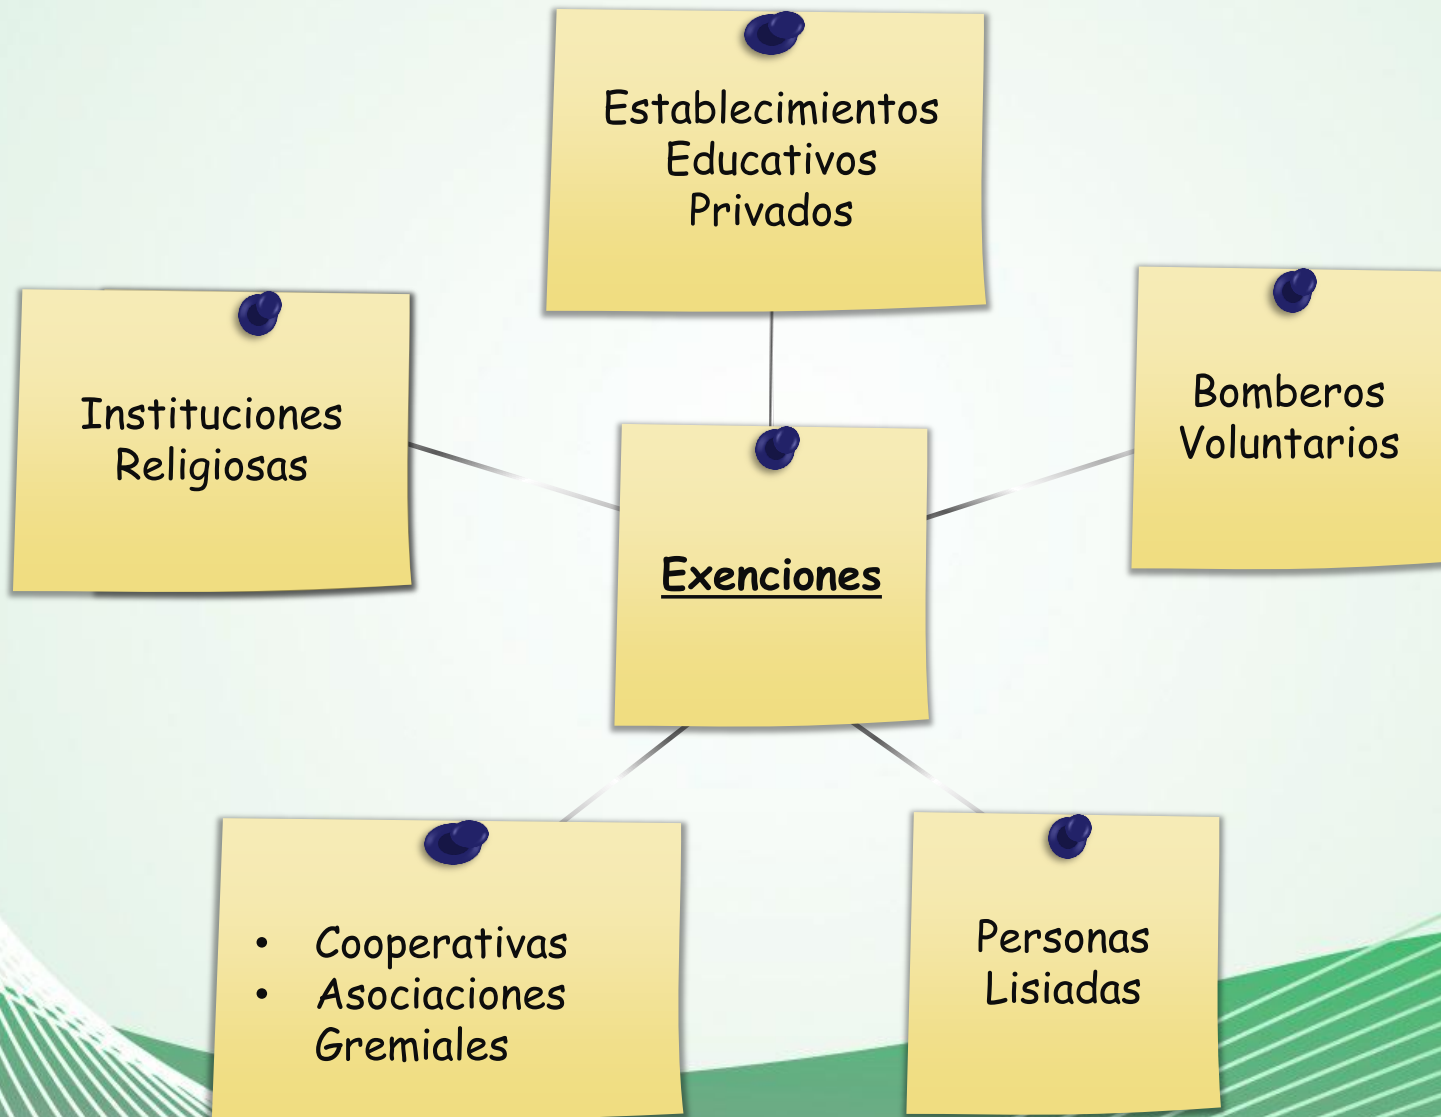 Establecimientos
Educativos
Privados
Instituciones
Religiosas
Bomberos
Voluntarios
Exenciones
• Cooperativas
• Asociaciones
Gremiales
Personas
Lisiadas